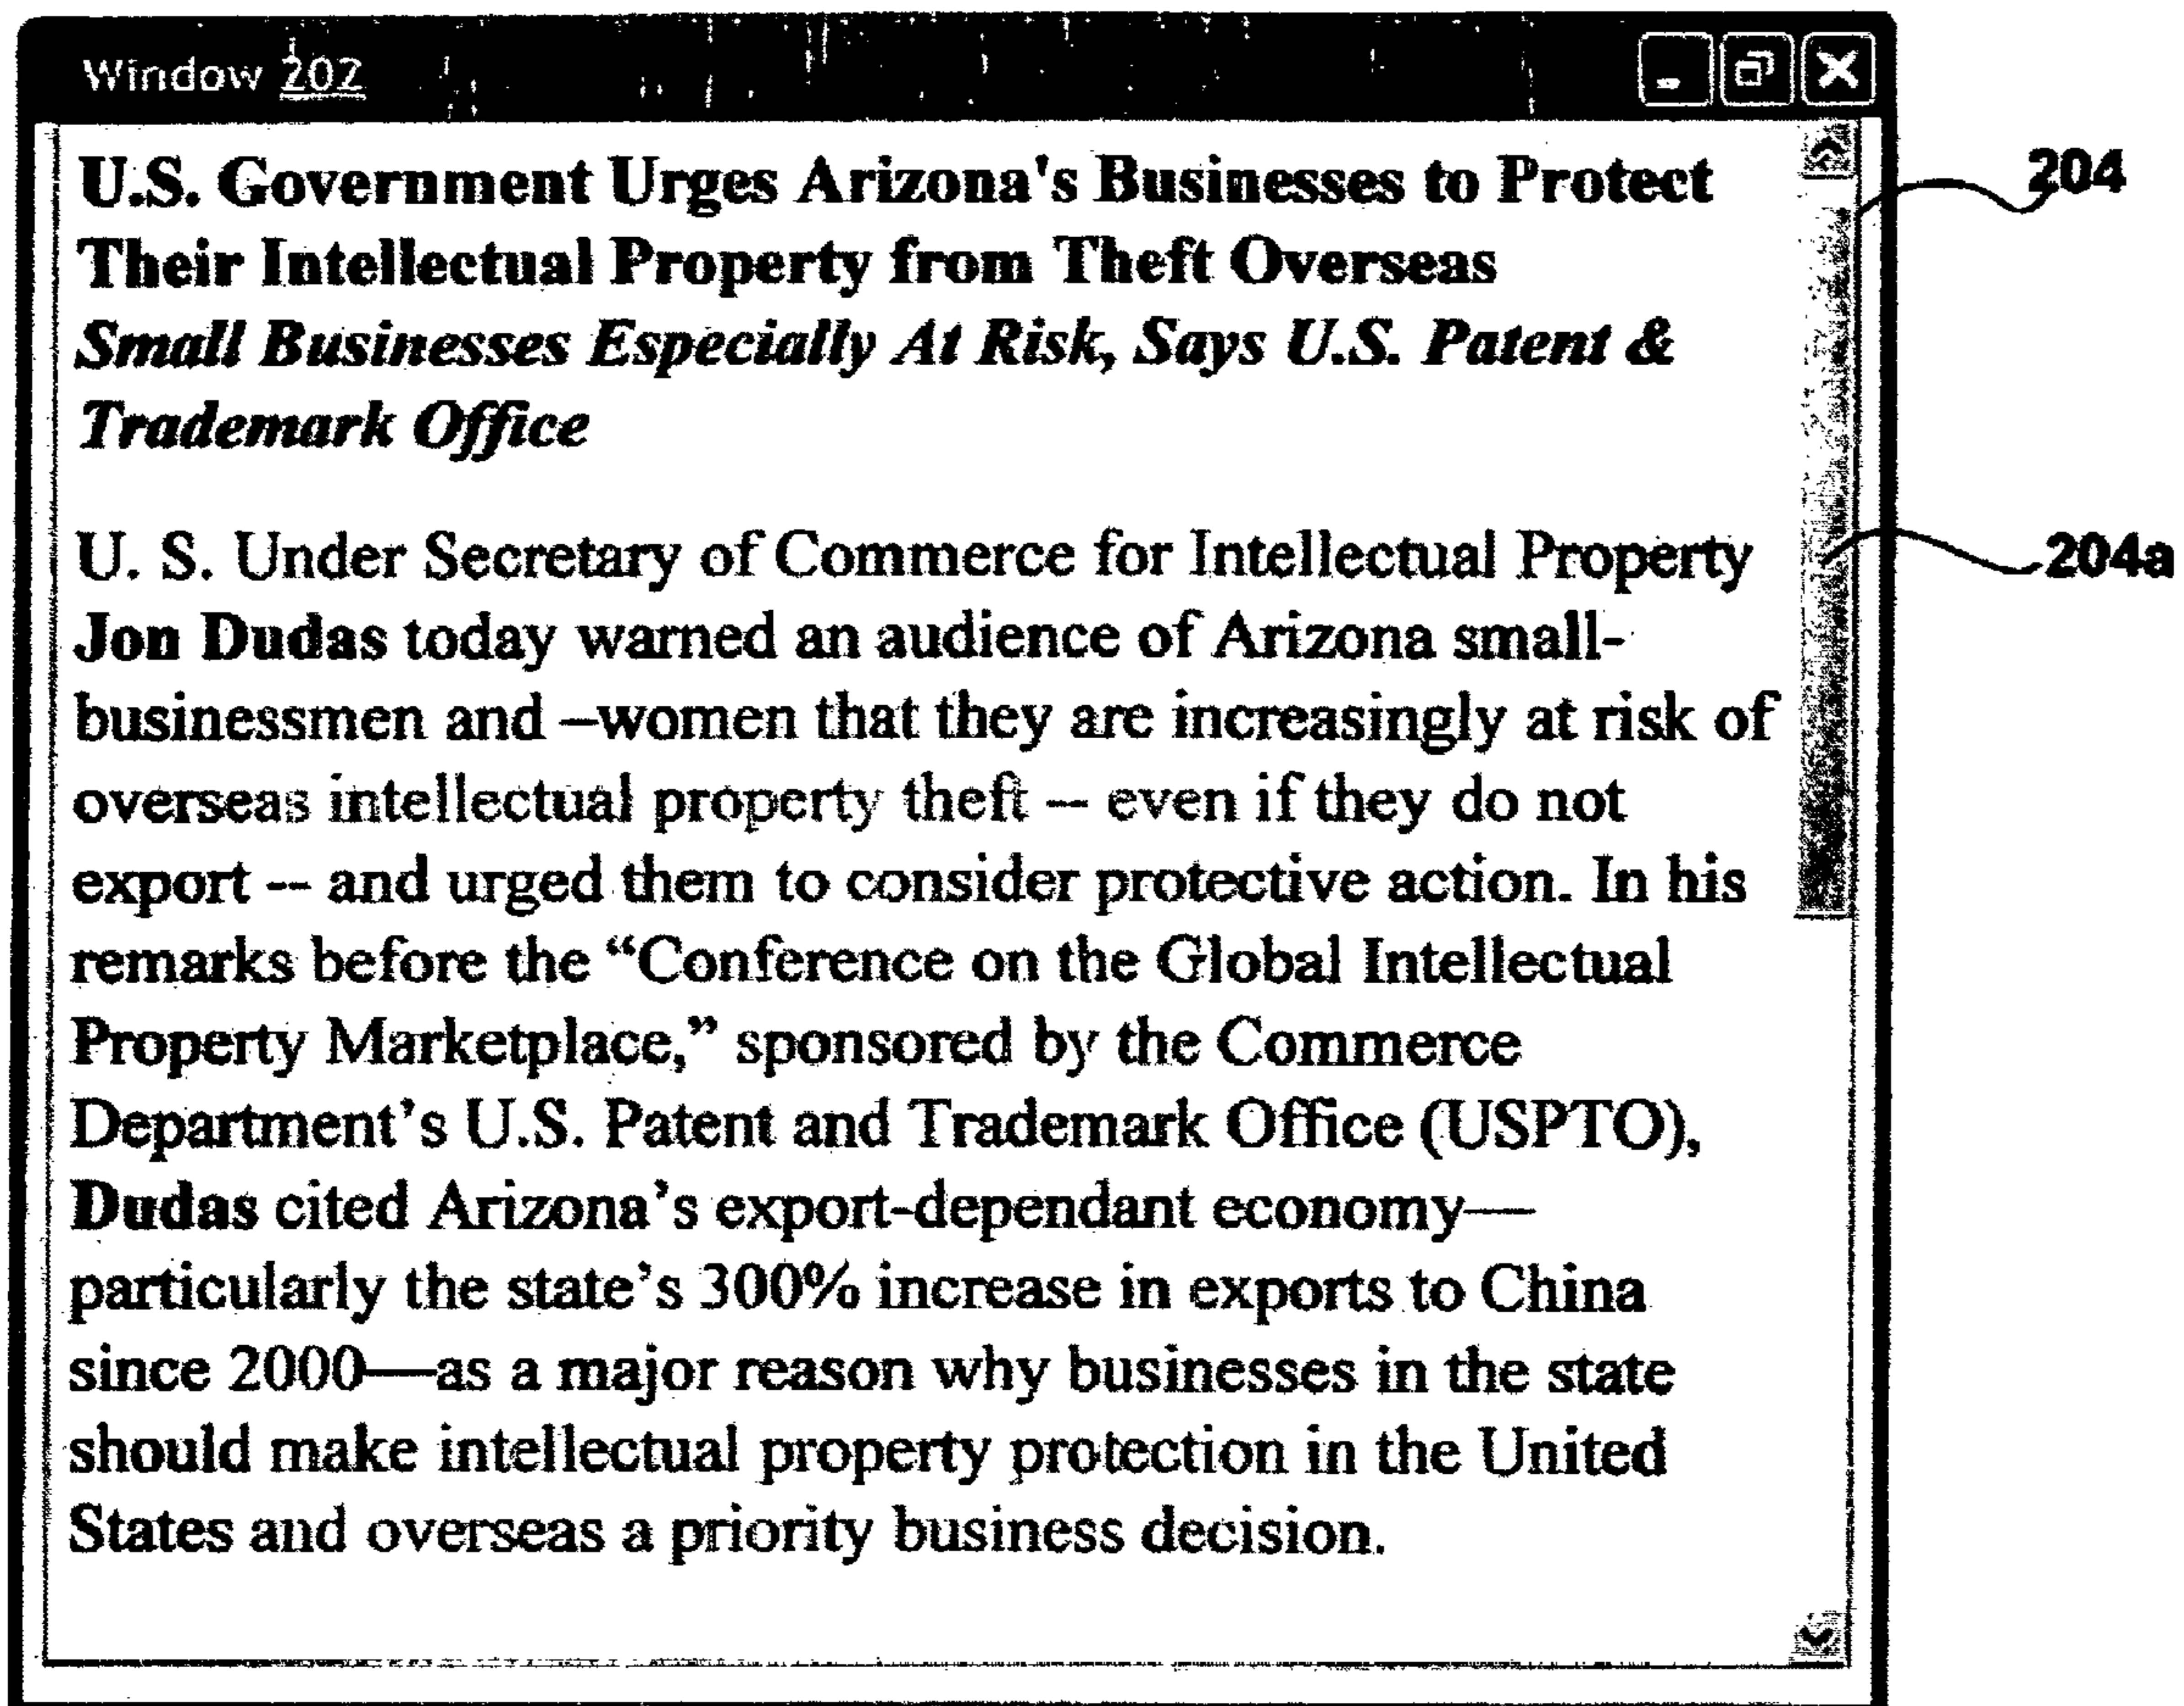 Window 202
U.S. Government Urges Arizona's Businesses to Protect
Their Intellectual Property from Theft Overseas
Small Businesses Especially At Risk, Says U.S. Patent &
Trademark Office
204
U. S. Under Secretary of Commerce for Intellectual Property
204a
Jon Dudas today warned an audience of Arizona small-
businessmen and –women that they are increasingly at risk of
overseas intellectual property theft -- even if they do not
export -- and urged them to consider protective action. In his
remarks before the “Conference on the Global Intellectual
Property Marketplace,” sponsored by the Commerce
Department’s U.S. Patent and Trademark Office (USPTO),
Dudas cited Arizona’s export-dependant economy—
particularly the state’s 300% increase in exports to China
since 2000—as a major reason why businesses in the state
should make intellectual property protection in the United
States and overseas a priority business decision.